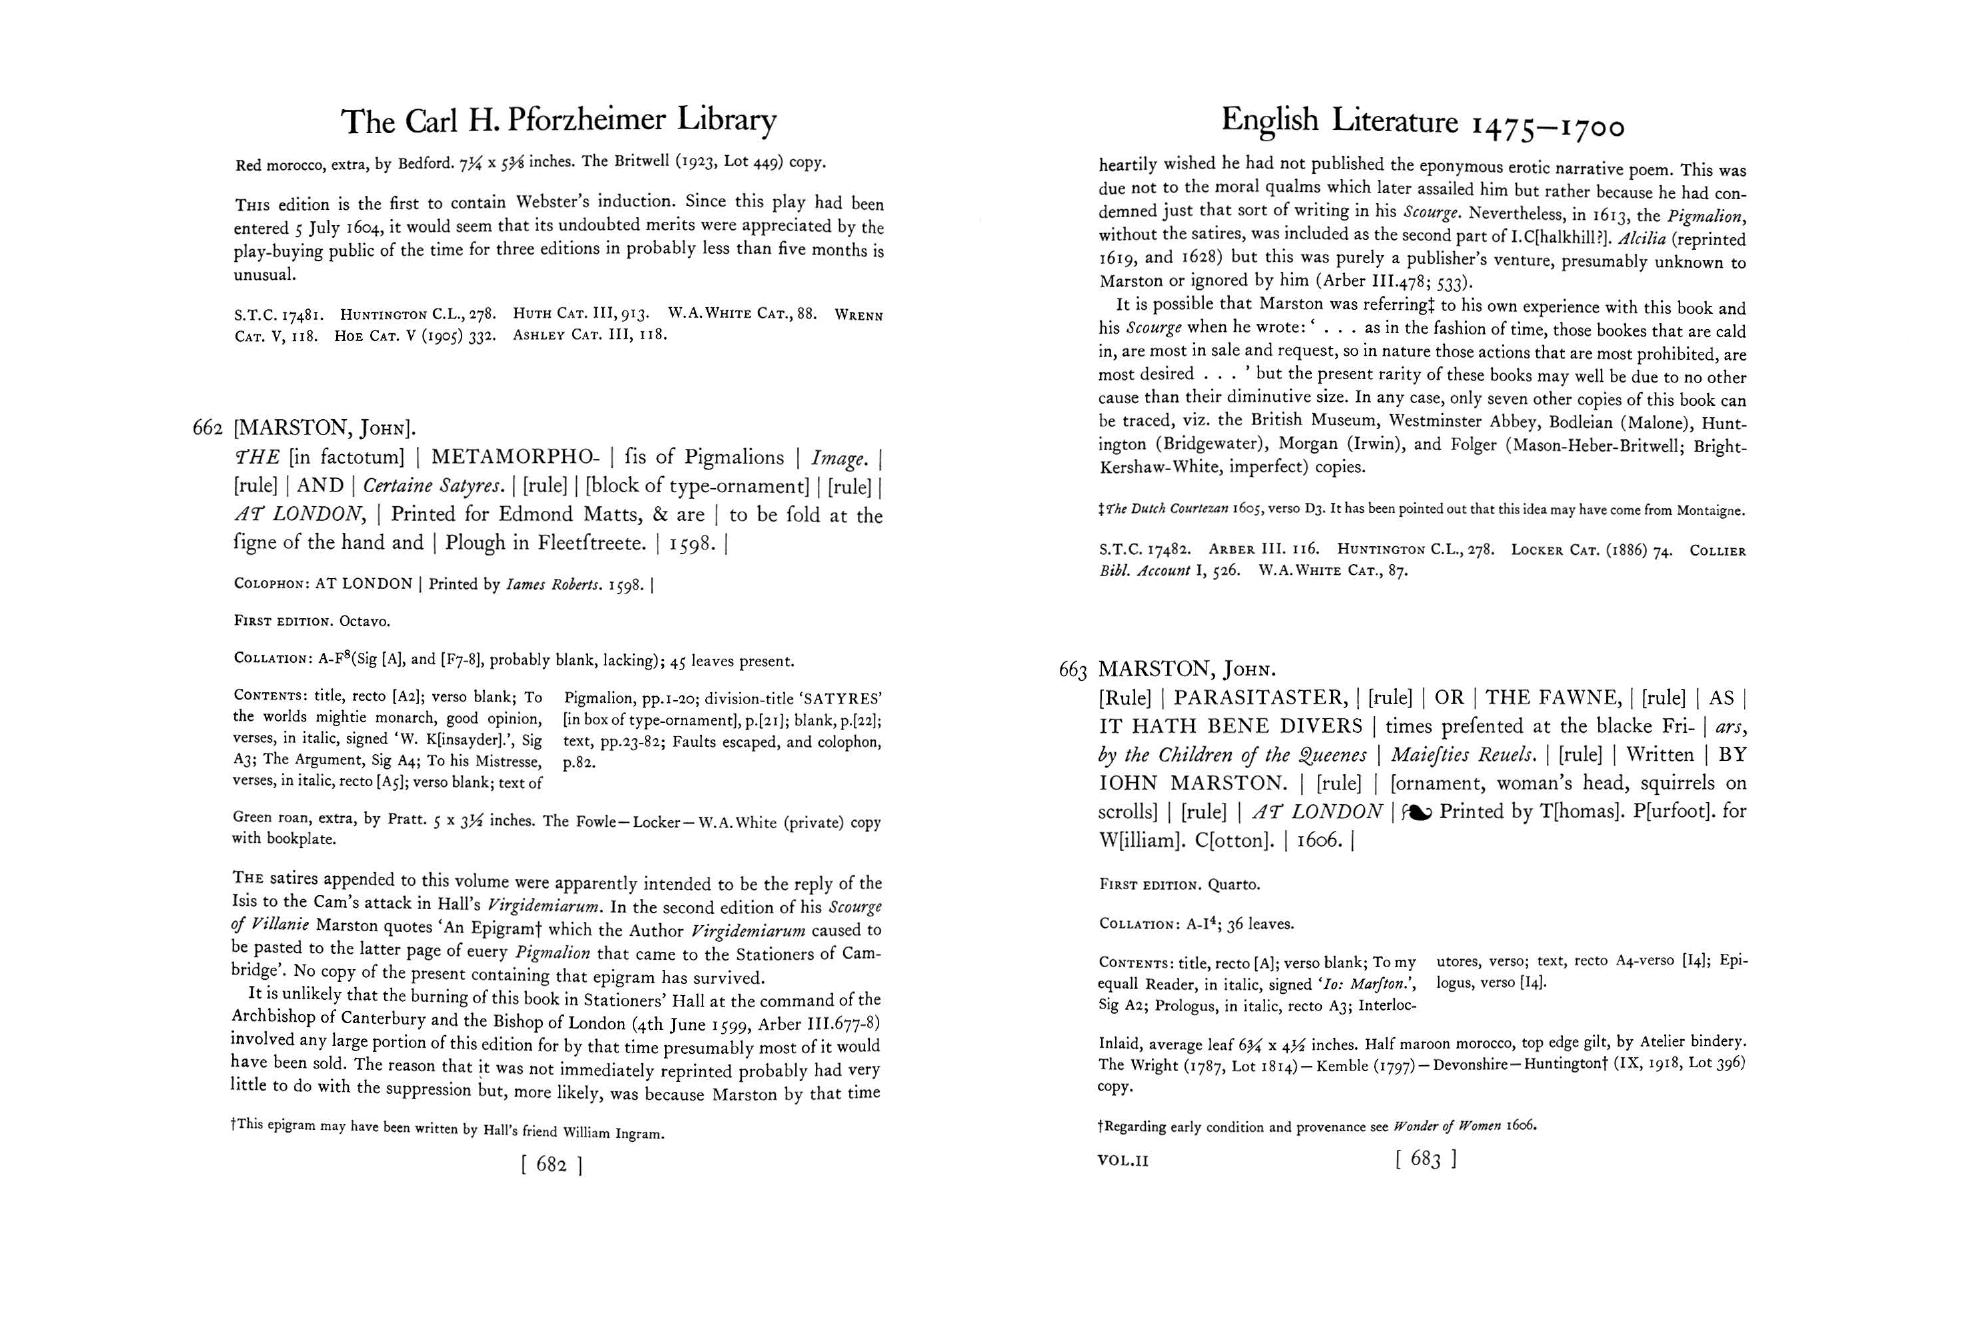 The Carl H. Pforzheimer Library
Red morocco, extra, by Bedford. 7¼ x 5⅜ inches. The Britwell (1923, Lot 449) copy.
THIS edition is the first to contain Webster's induction. Since this play had been
entered 5 July 1604, it would seem that its undoubted merits were appreciated by the
play-buying public of the time for three editions in probably less than five months is
unusual.
S.T.C. 17481. HUNTINGTON C.L., 278. HUTH CAT. III, 913. W.A.WHITE CAT., 88. WRENN
CAT. V, 118. HOE CAT. V (1905) 332. ASHLEY CAT. III, 118.
662 [MARSTON, JOHN].
THE [in factotum] | METAMORPHO- | ſis of Pigmalions | Image. |
[rule] | AND | Certaine Satyres. | [rule] | [block of type-ornament] | [rule] |
AT LONDON, | Printed for Edmond Matts, & are | to be ſold at the
ſigne of the hand and | Plough in Fleetſtreete. | 1598. |
COLOPHON: AT LONDON | Printed by Iames Roberts. 1598. |
FIRST EDITION. Octavo.
COLLATION: A-F⁸(Sig [A], and [F7-8], probably blank, lacking); 45 leaves present.
CONTENTS: title, recto [A2]; verso blank; To
the worlds mightie monarch, good opinion,
verses, in italic, signed 'W. K[insayder].', Sig
A3; The Argument, Sig A4; To his Mistresse,
verses, in italic, recto [A5]; verso blank; text of
Pigmalion, pp.1-20; division-title 'SATYRES'
[in box of type-ornament], p.[21]; blank, p.[22];
text, pp.23-82; Faults escaped, and colophon,
p.82.
Green roan, extra, by Pratt. 5 x 3½ inches. The Fowle—Locker—W.A.White (private) copy
with bookplate.
THE satires appended to this volume were apparently intended to be the reply of the
Isis to the Cam's attack in Hall's Virgidemiarum. In the second edition of his Scourge
of Villanie Marston quotes 'An Epigram† which the Author Virgidemiarum caused to
be pasted to the latter page of euery Pigmalion that came to the Stationers of Cam-
bridge'. No copy of the present containing that epigram has survived.
It is unlikely that the burning of this book in Stationers' Hall at the command of the
Archbishop of Canterbury and the Bishop of London (4th June 1599, Arber III.677-8)
involved any large portion of this edition for by that time presumably most of it would
have been sold. The reason that it was not immediately reprinted probably had very
little to do with the suppression but, more likely, was because Marston by that time
†This epigram may have been written by Hall's friend William Ingram.
[ 682 ]
English Literature 1475—1700
heartily wished he had not published the eponymous erotic narrative poem. This was
due not to the moral qualms which later assailed him but rather because he had con-
demned just that sort of writing in his Scourge. Nevertheless, in 1613, the Pigmalion,
without the satires, was included as the second part of I.C[halkhill?]. Alcilia (reprinted
1619, and 1628) but this was purely a publisher's venture, presumably unknown to
Marston or ignored by him (Arber III.478; 533).
It is possible that Marston was referring‡ to his own experience with this book and
his Scourge when he wrote: ' . . . as in the fashion of time, those bookes that are cald
in, are most in sale and request, so in nature those actions that are most prohibited, are
most desired . . . ' but the present rarity of these books may well be due to no other
cause than their diminutive size. In any case, only seven other copies of this book can
be traced, viz. the British Museum, Westminster Abbey, Bodleian (Malone), Hunt-
ington (Bridgewater), Morgan (Irwin), and Folger (Mason-Heber-Britwell; Bright-
Kershaw-White, imperfect) copies.
‡The Dutch Courtezan 1605, verso D3. It has been pointed out that this idea may have come from Montaigne.
S.T.C. 17482. ARBER III. 116. HUNTINGTON C.L., 278. LOCKER CAT. (1886) 74. COLLIER
Bibl. Account I, 526. W.A.WHITE CAT., 87.
663 MARSTON, JOHN.
[Rule] | PARASITASTER, | [rule] | OR | THE FAWNE, | [rule] | AS |
IT HATH BENE DIVERS | times preſented at the blacke Fri- | ars,
by the Children of the Queenes | Maieſties Reuels. | [rule] | Written | BY
IOHN MARSTON. | [rule] | [ornament, woman's head, squirrels on
scrolls] | [rule] | AT LONDON | ❧ Printed by T[homas]. P[urfoot]. for
W[illiam]. C[otton]. | 1606. |
FIRST EDITION. Quarto.
COLLATION: A-I⁴; 36 leaves.
CONTENTS: title, recto [A]; verso blank; To my
equall Reader, in italic, signed 'Io: Marſton.',
Sig A2; Prologus, in italic, recto A3; Interloc-
utores, verso; text, recto A4-verso [I4]; Epi-
logus, verso [I4].
Inlaid, average leaf 6¾ x 4½ inches. Half maroon morocco, top edge gilt, by Atelier bindery.
The Wright (1787, Lot 1814)—Kemble (1797)—Devonshire—Huntington† (IX, 1918, Lot 396)
copy.
†Regarding early condition and provenance see Wonder of Women 1606.
VOL.II
[ 683 ]